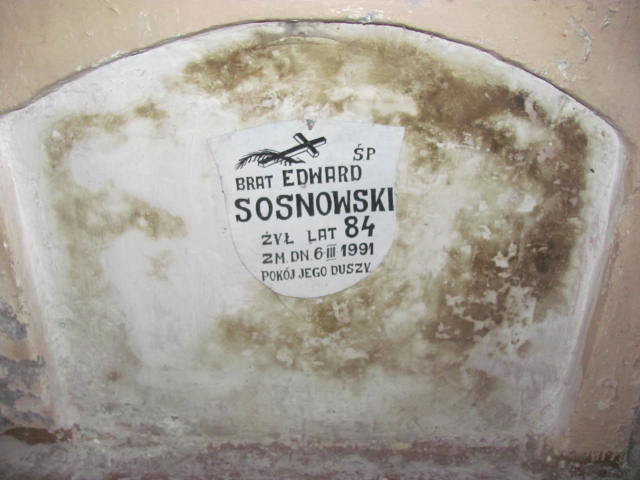 ŚP
BRAT EDWARD
SOSNOWSKI
ŻYŁ LAT 84
ZM. DN. 6 III 1991
POKÓJ JEGO DUSZY.